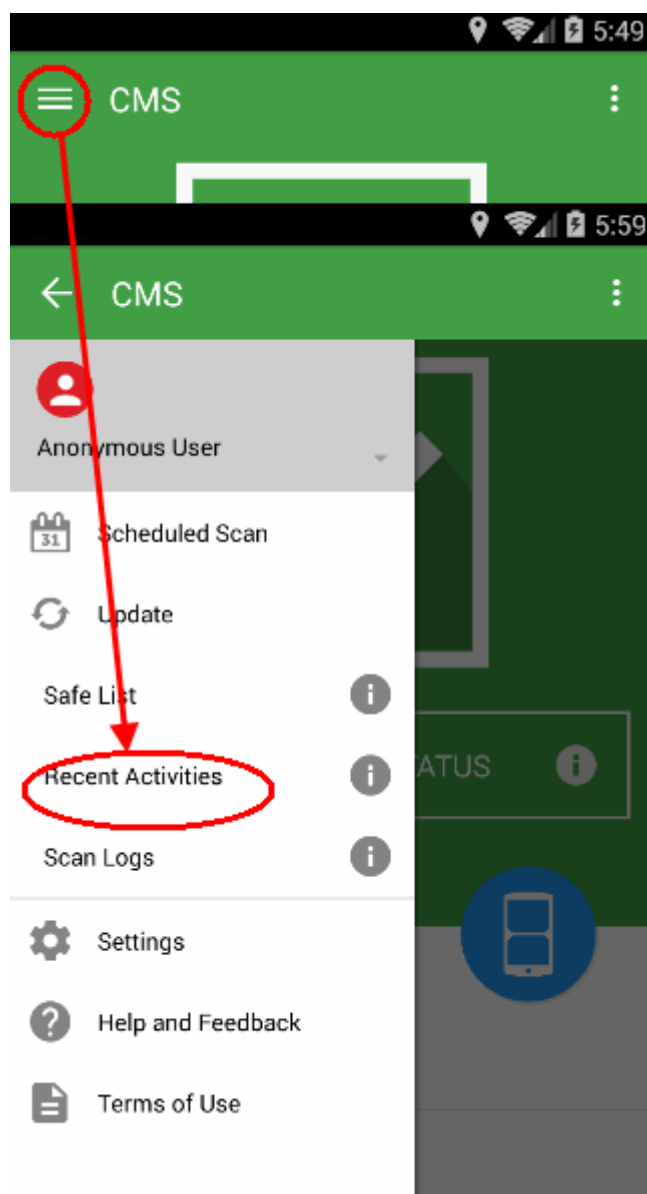 5:49
CMS
5:59
CMS
Anonymous User
31 Scheduled Scan
Update
Safe List
Recent Activities
ATUS
Scan Logs
Settings
Help and Feedback
Terms of Use